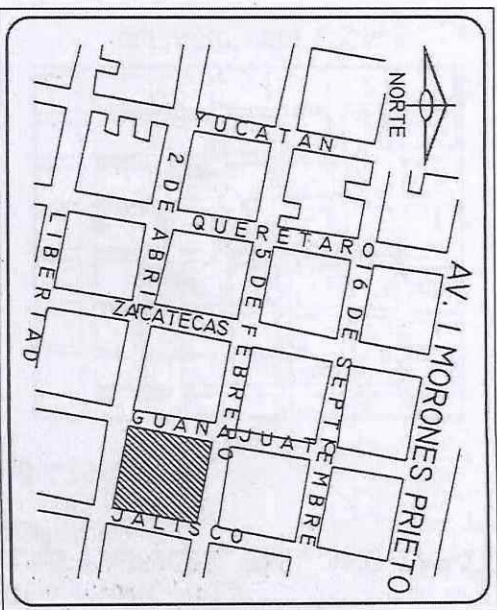 NORTE
AV. I. MORONES PRIETO
YUCATAN
QUERETARO
16 DE SEPTIEMBRE
2 DE ABRIL
5 DE FEBRERO
ZACATECAS
LIBERTAD
GUANAJUATO
JALISCO